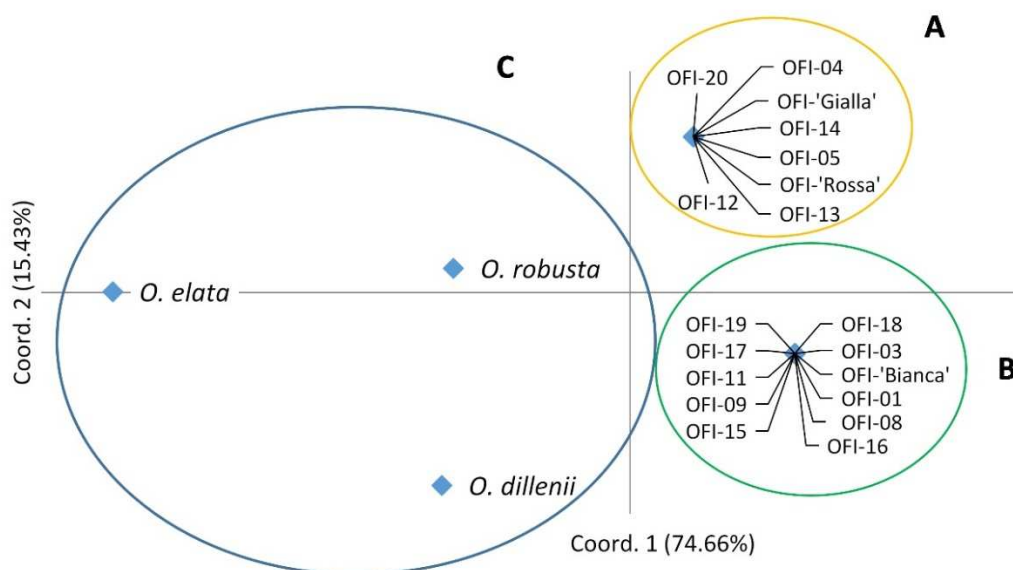 A
C
OFI-20
OFI-04
OFI-'Gialla'
OFI-14
OFI-05
OFI-'Rossa'
OFI-12
OFI-13
Coord. 2 (15.43%)
O. robusta
O. elata
OFI-19
OFI-18
OFI-17
OFI-03
OFI-11
OFI-'Bianca'
B
OFI-09
OFI-01
OFI-15
OFI-08
OFI-16
O. dillenii
Coord. 1 (74.66%)